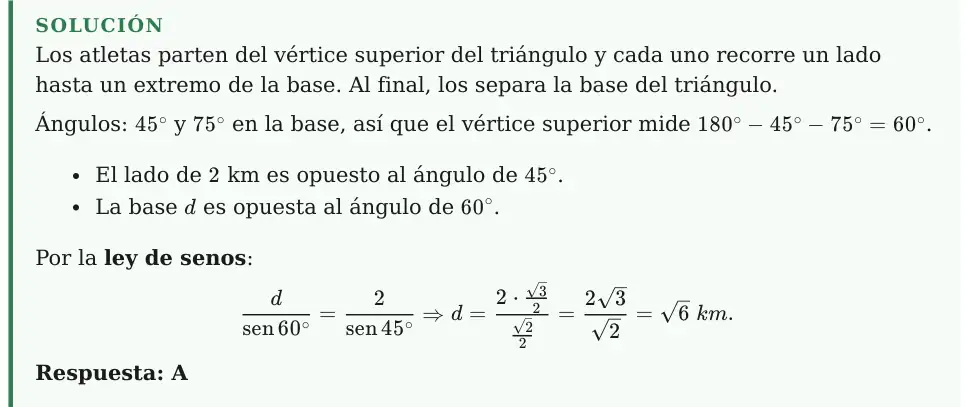 SOLUCIÓN
Los atletas parten del vértice superior del triángulo y cada uno recorre un lado
hasta un extremo de la base. Al final, los separa la base del triángulo.
Ángulos: 45° y 75° en la base, así que el vértice superior mide 180° − 45° − 75° = 60°.
• El lado de 2 km es opuesto al ángulo de 45°.
• La base d es opuesta al ángulo de 60°.
Por la ley de senos:
d/sen 60° = 2/sen 45° ⇒ d = (2 · √3/2)/(√2/2) = 2√3/√2 = √6 km.
Respuesta: A